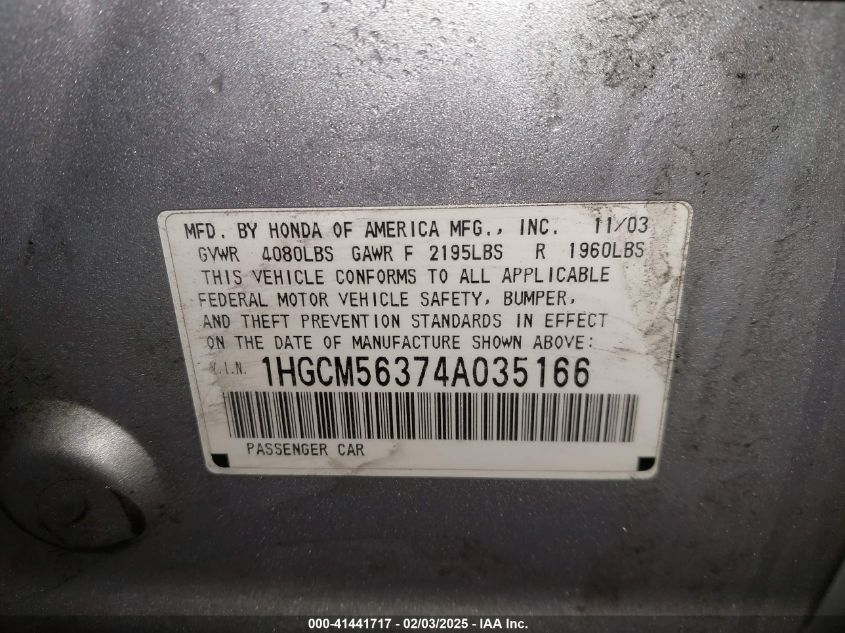 MFD. BY HONDA OF AMERICA MFG., INC. 11/03
GVWR 4080LBS GAWR F 2195LBS R 1960LBS
THIS VEHICLE CONFORMS TO ALL APPLICABLE
FEDERAL MOTOR VEHICLE SAFETY, BUMPER,
AND THEFT PREVENTION STANDARDS IN EFFECT
ON THE DATE OF MANUFACTURE SHOWN ABOVE:
V.I.N. 1HGCM56374A035166
PASSENGER CAR
000-41441717 - 02/03/2025 - IAA Inc.